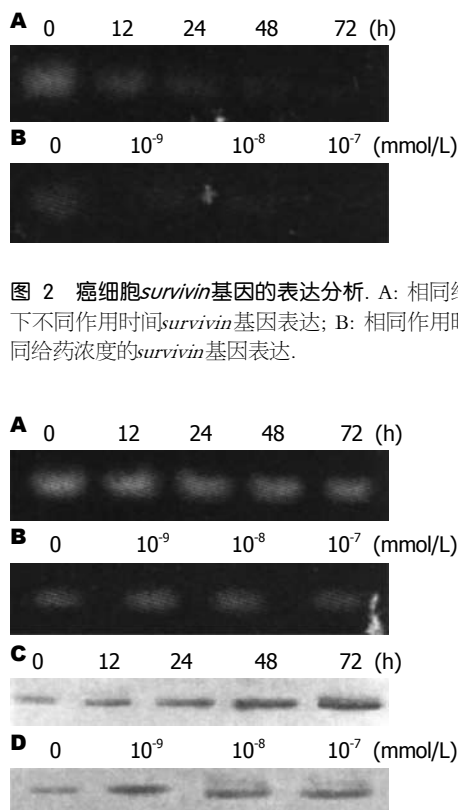 A 0 12 24 48 72 (h)
B 0 10⁻⁹ 10⁻⁸ 10⁻⁷ (mmol/L)
图 2 癌细胞survivin基因的表达分析. A: 相同
下不同作用时间survivin基因表达; B: 相同作用
同给药浓度的survivin基因表达.
A 0 12 24 48 72 (h)
B 0 10⁻⁹ 10⁻⁸ 10⁻⁷ (mmol/L)
C 0 12 24 48 72 (h)
D 0 10⁻⁹ 10⁻⁸ 10⁻⁷ (mmol/L)